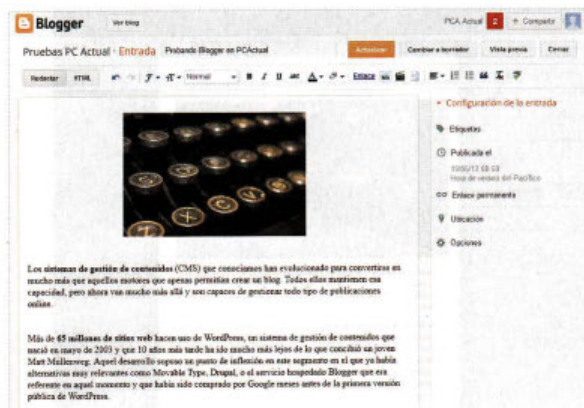 Blogger
Ver blog
PCA Actual 2 + Compartir
Pruebas PC Actual · Entrada Probando Blogger en PCActual
Actualizar Cambiar a borrador Vista previa Cerrar
Redactar HTML
Normal
Enlace
Configuración de la entrada
Etiquetas
Publicada el
Hora de verano del Pacífico
Enlace permanente
Ubicación
Opciones
Los sistemas de gestión de contenidos (CMS) que conocíamos han evolucionado para convertirse en
mucho más que aquellos motores que apenas permitían crear un blog. Todos ellos mantienen esa
capacidad, pero ahora van mucho más allá y son capaces de gestionar todo tipo de publicaciones
online.
Más de 65 millones de sitios web hacen uso de WordPress, un sistema de gestión de contenidos que
nació en mayo de 2003 y que 10 años más tarde ha ido mucho más lejos de lo que concibió un joven
Matt Mullenweg. Aquel desarrollo supuso un punto de inflexión en este segmento en el que ya había
alternativas muy relevantes como Movable Type, Drupal, o el servicio hospedado Blogger que era
referente en aquel momento y que había sido comprado por Google meses antes de la primera versión
pública de WordPress.